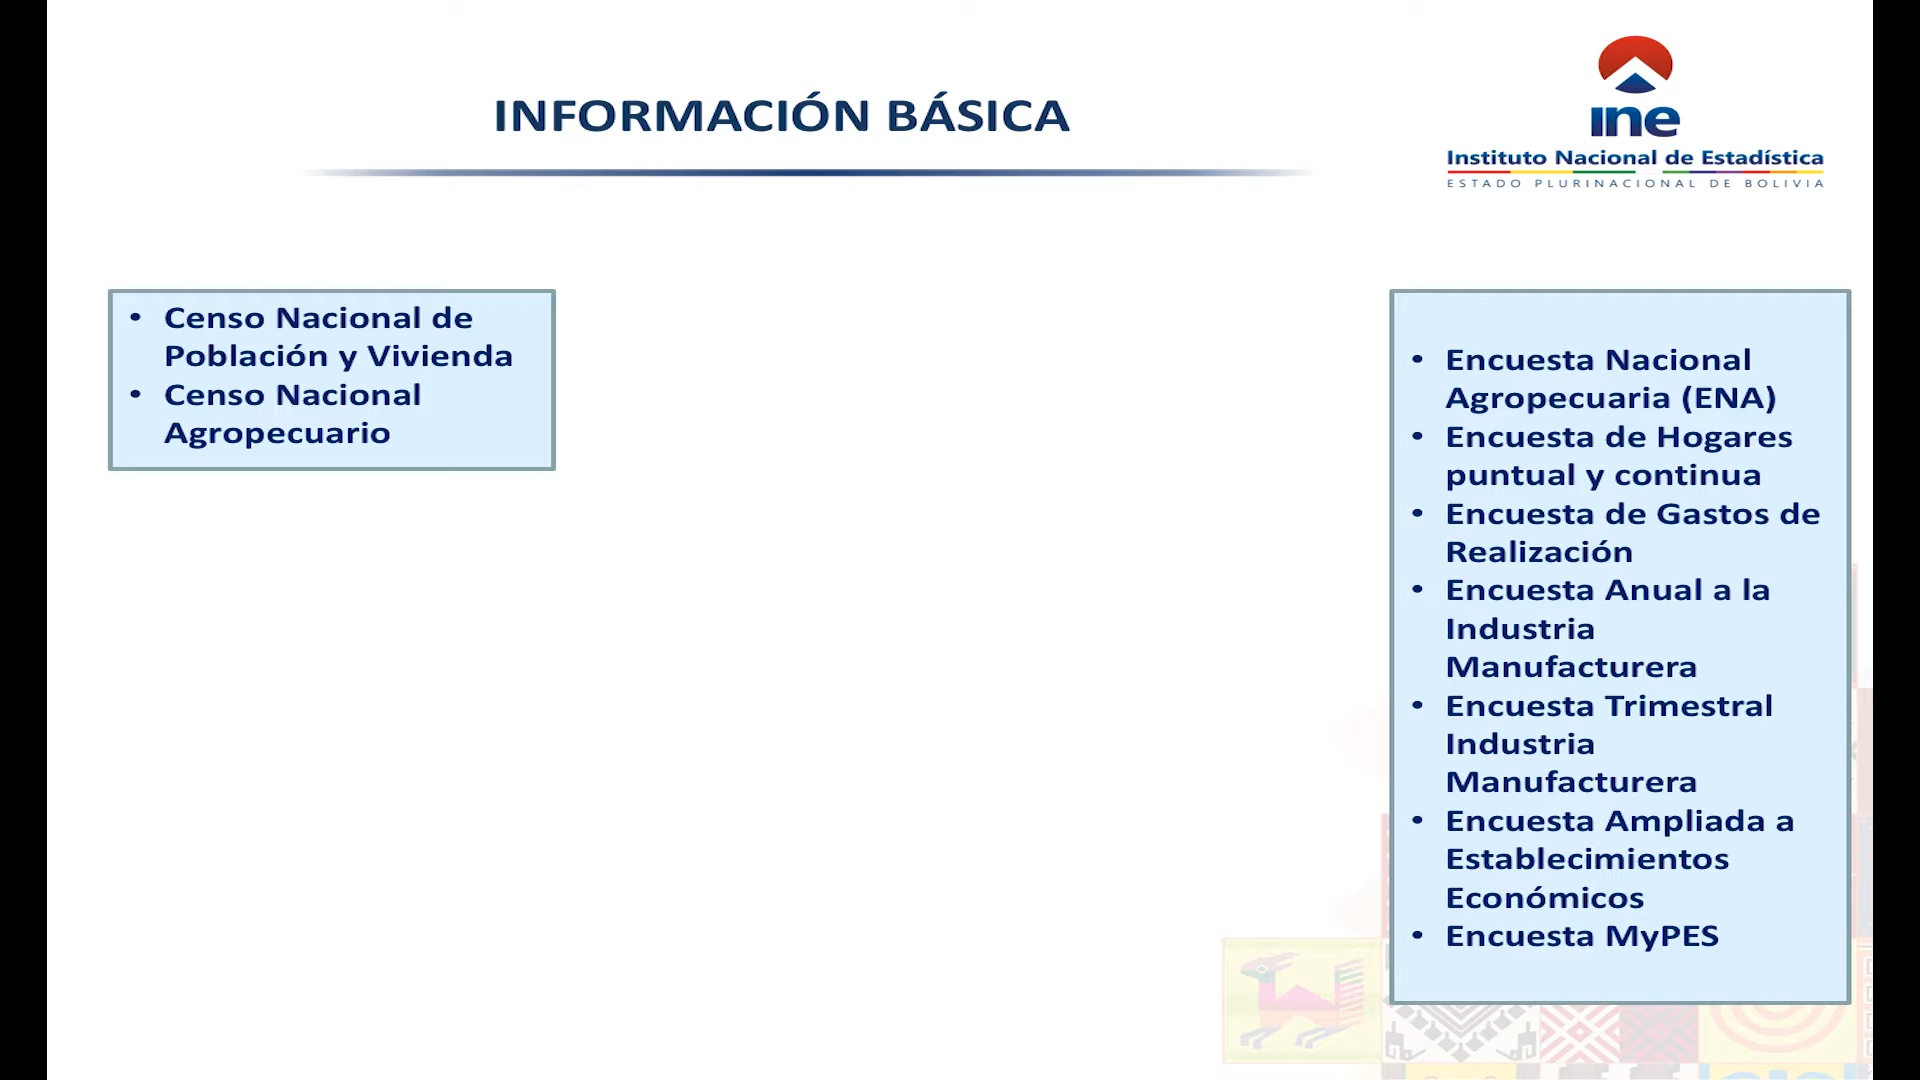 INFORMACIÓN BÁSICA
ine
Instituto Nacional de Estadística
ESTADO PLURINACIONAL DE BOLIVIA
• Censo Nacional de
Población y Vivienda
• Censo Nacional
Agropecuario
• Encuesta Nacional
Agropecuaria (ENA)
• Encuesta de Hogares
puntual y continua
• Encuesta de Gastos de
Realización
• Encuesta Anual a la
Industria
Manufacturera
• Encuesta Trimestral
Industria
Manufacturera
• Encuesta Ampliada a
Establecimientos
Económicos
• Encuesta MyPES